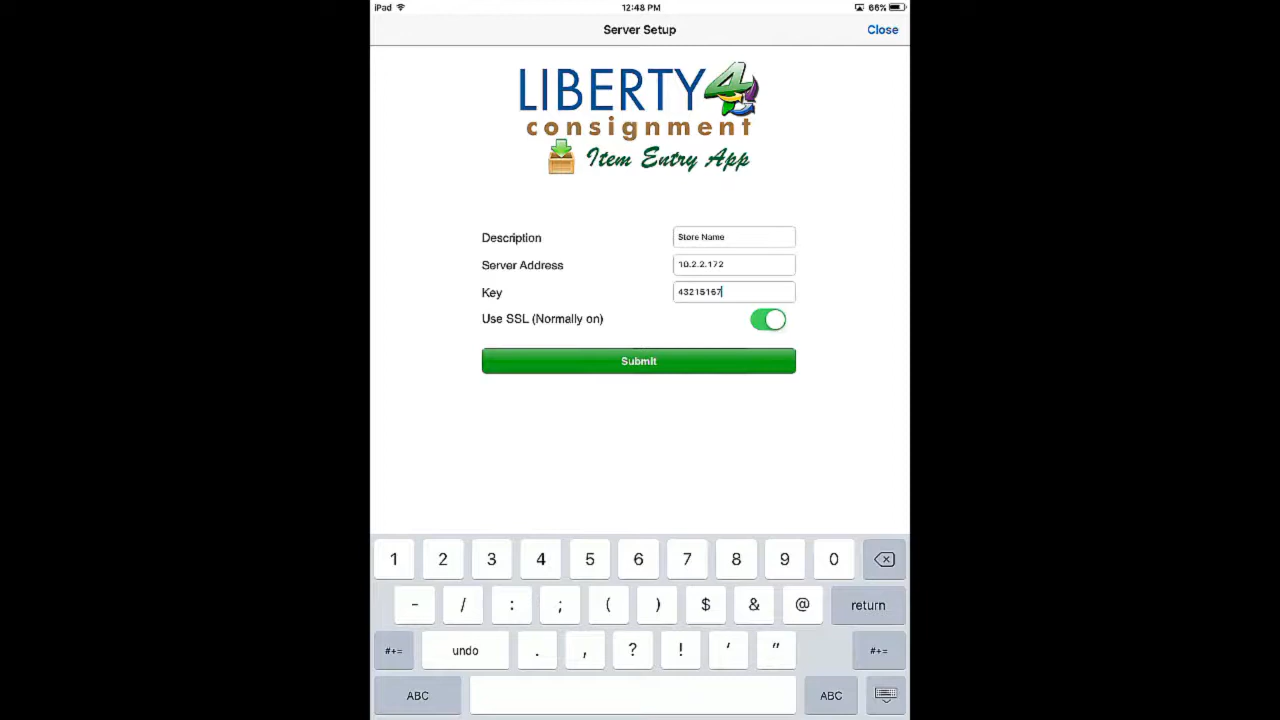 iPad 12:48 PM 66%
Server Setup Close
LIBERTY4
consignment
Item Entry App
Description Store Name
Server Address 10.2.2.172
Key 43215167
Use SSL (Normally on)
Submit
1 2 3 4 5 6 7 8 9 0
- / : ; ( ) $ & @ return
#+= undo . , ? ! ' " #+=
ABC ABC